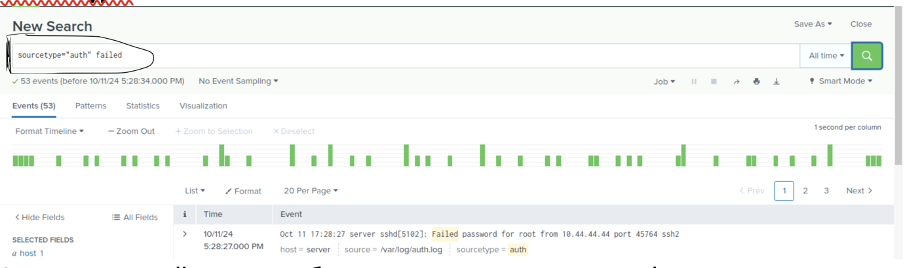 New Search
Save As ▾ Close
sourcetype="auth" failed
All time ▾
✓ 53 events (before 10/11/24 5:28:34.000 PM) No Event Sampling ▾
Job ▾
Smart Mode ▾
Events (53) Patterns Statistics Visualization
Format Timeline ▾ — Zoom Out + Zoom to Selection × Deselect
1 second per column
List ▾ Format 20 Per Page ▾
< Prev 1 2 3 Next >
< Hide Fields All Fields
i Time Event
SELECTED FIELDS
a host 1
> 10/11/24
5:28:27.000 PM
Oct 11 17:28:27 server sshd[5102]: Failed password for root from 10.44.44.44 port 45764 ssh2
host = server source = /var/log/auth.log sourcetype = auth